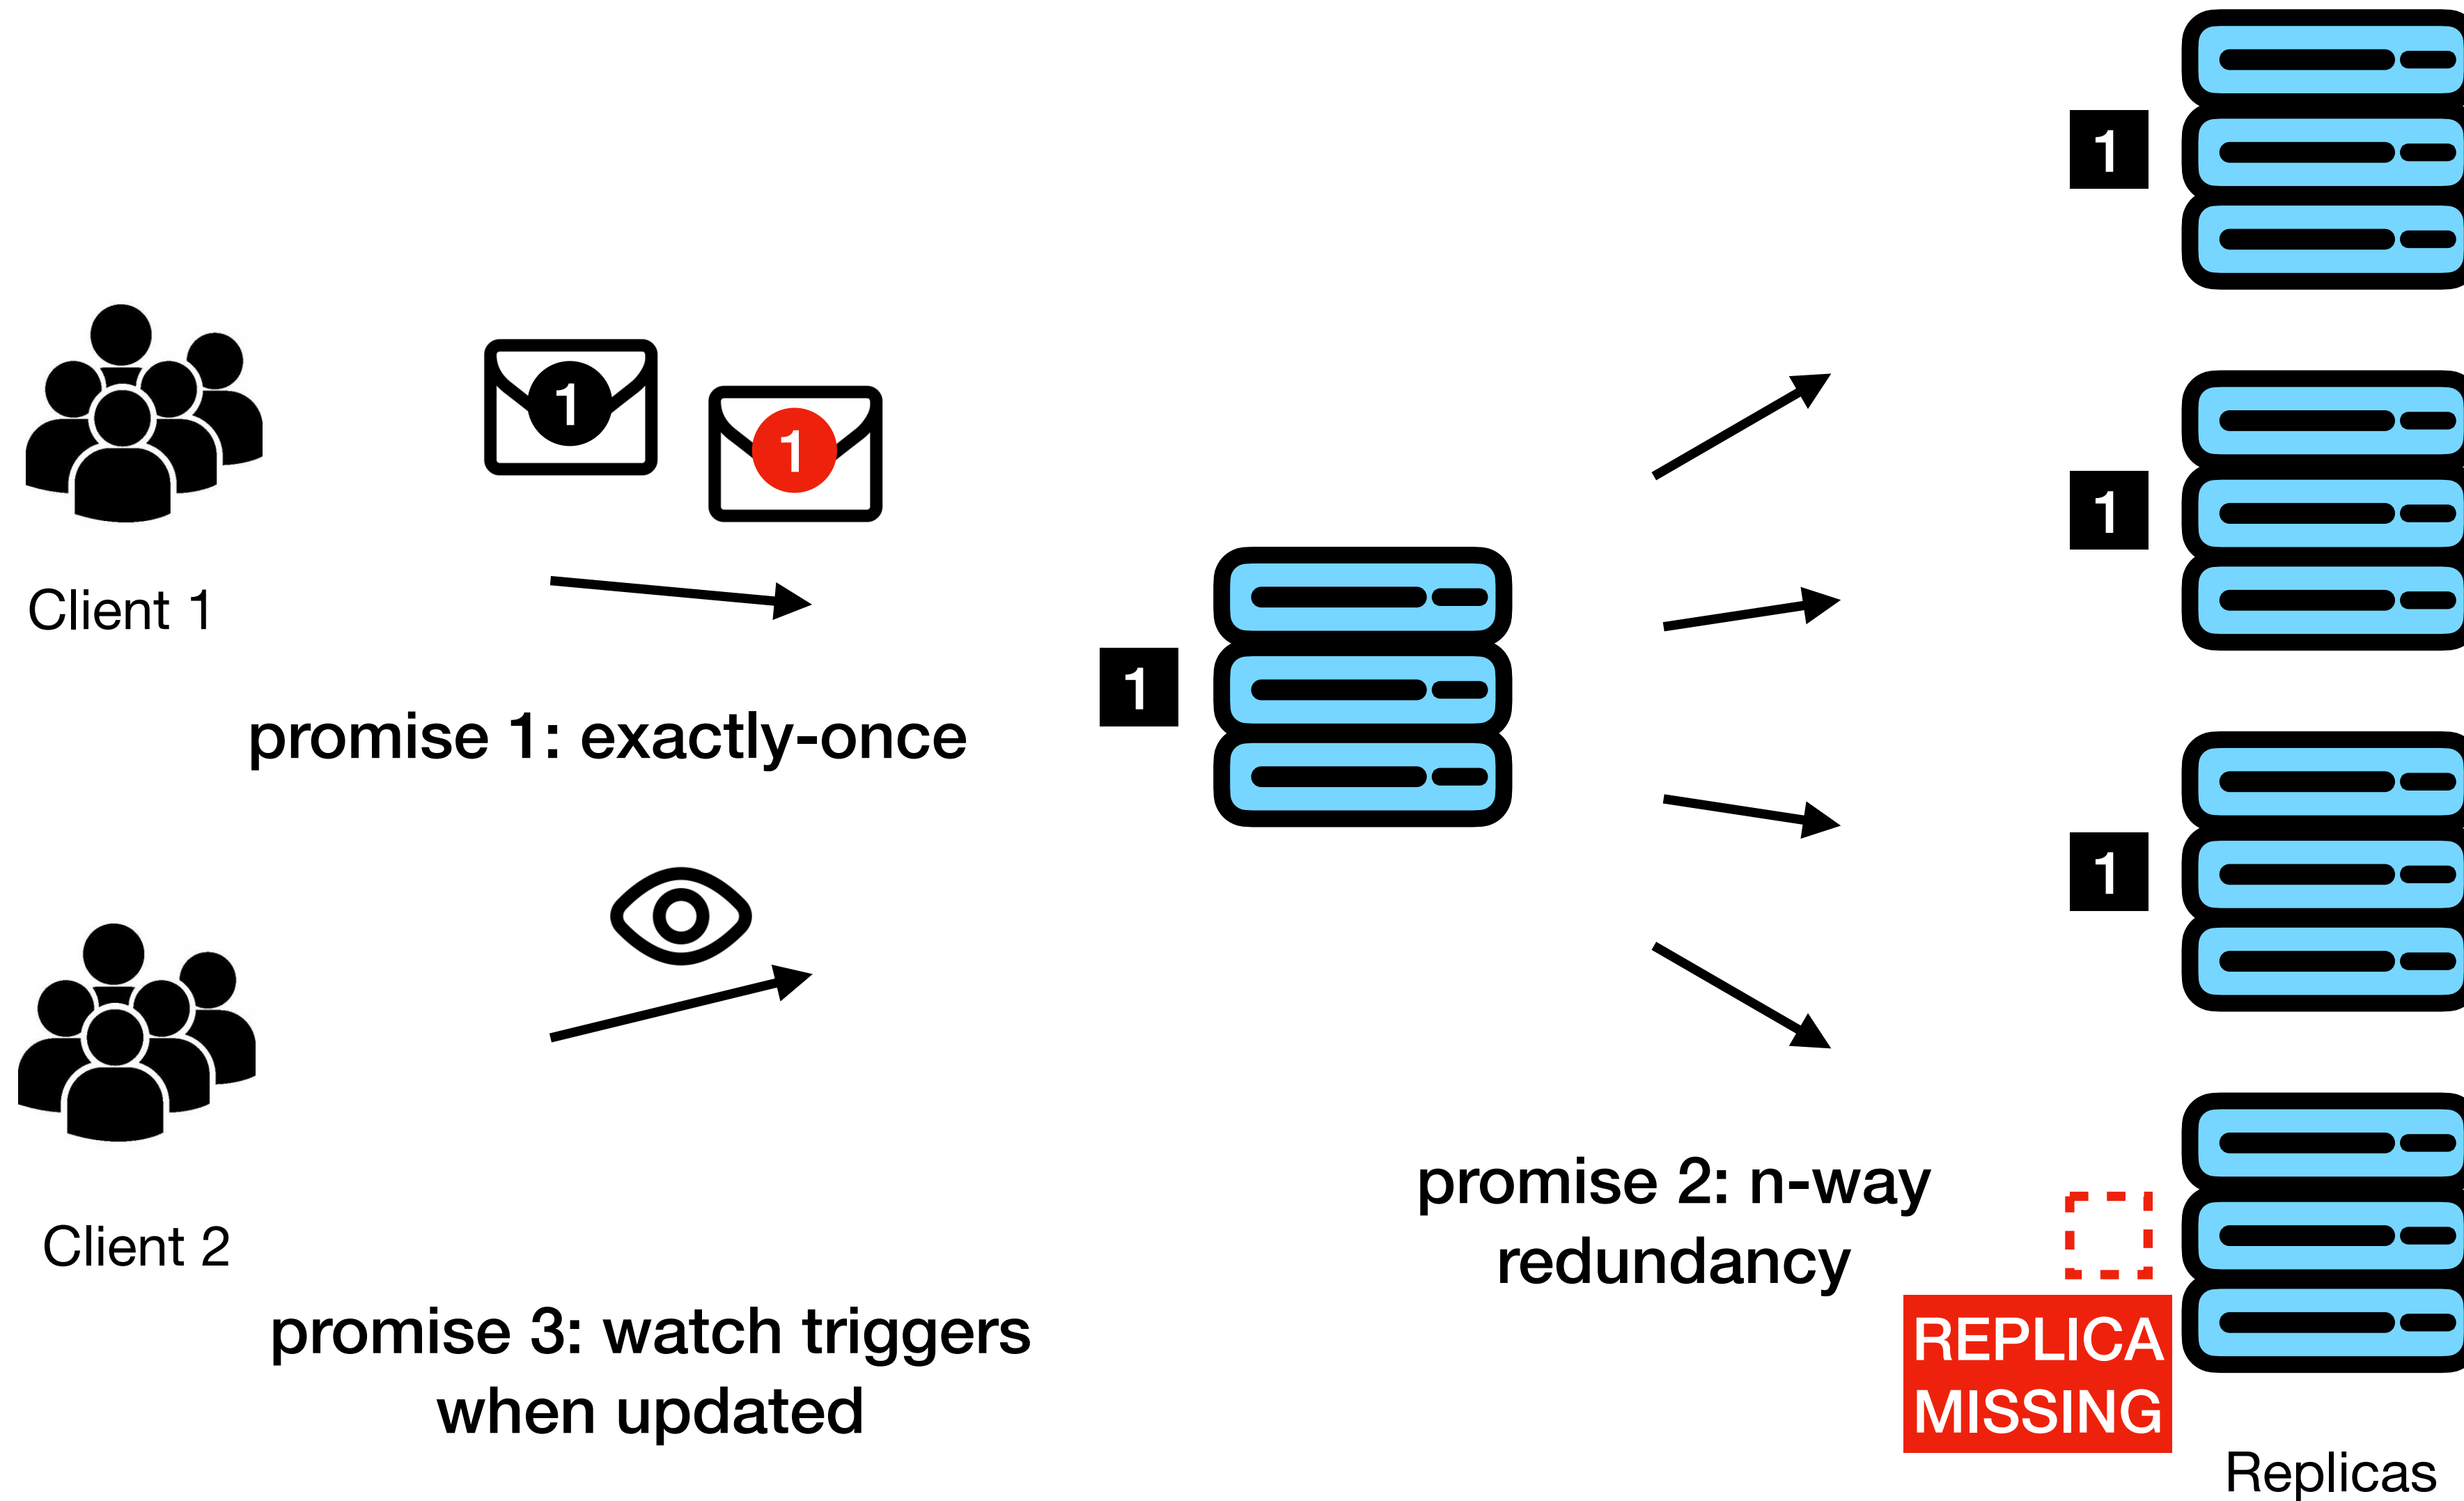 1
1
1
1
Client 1
1
promise 1: exactly-once
1
promise 2: n-way
redundancy
Client 2
promise 3: watch triggers
when updated
REPLICA
MISSING
Replicas